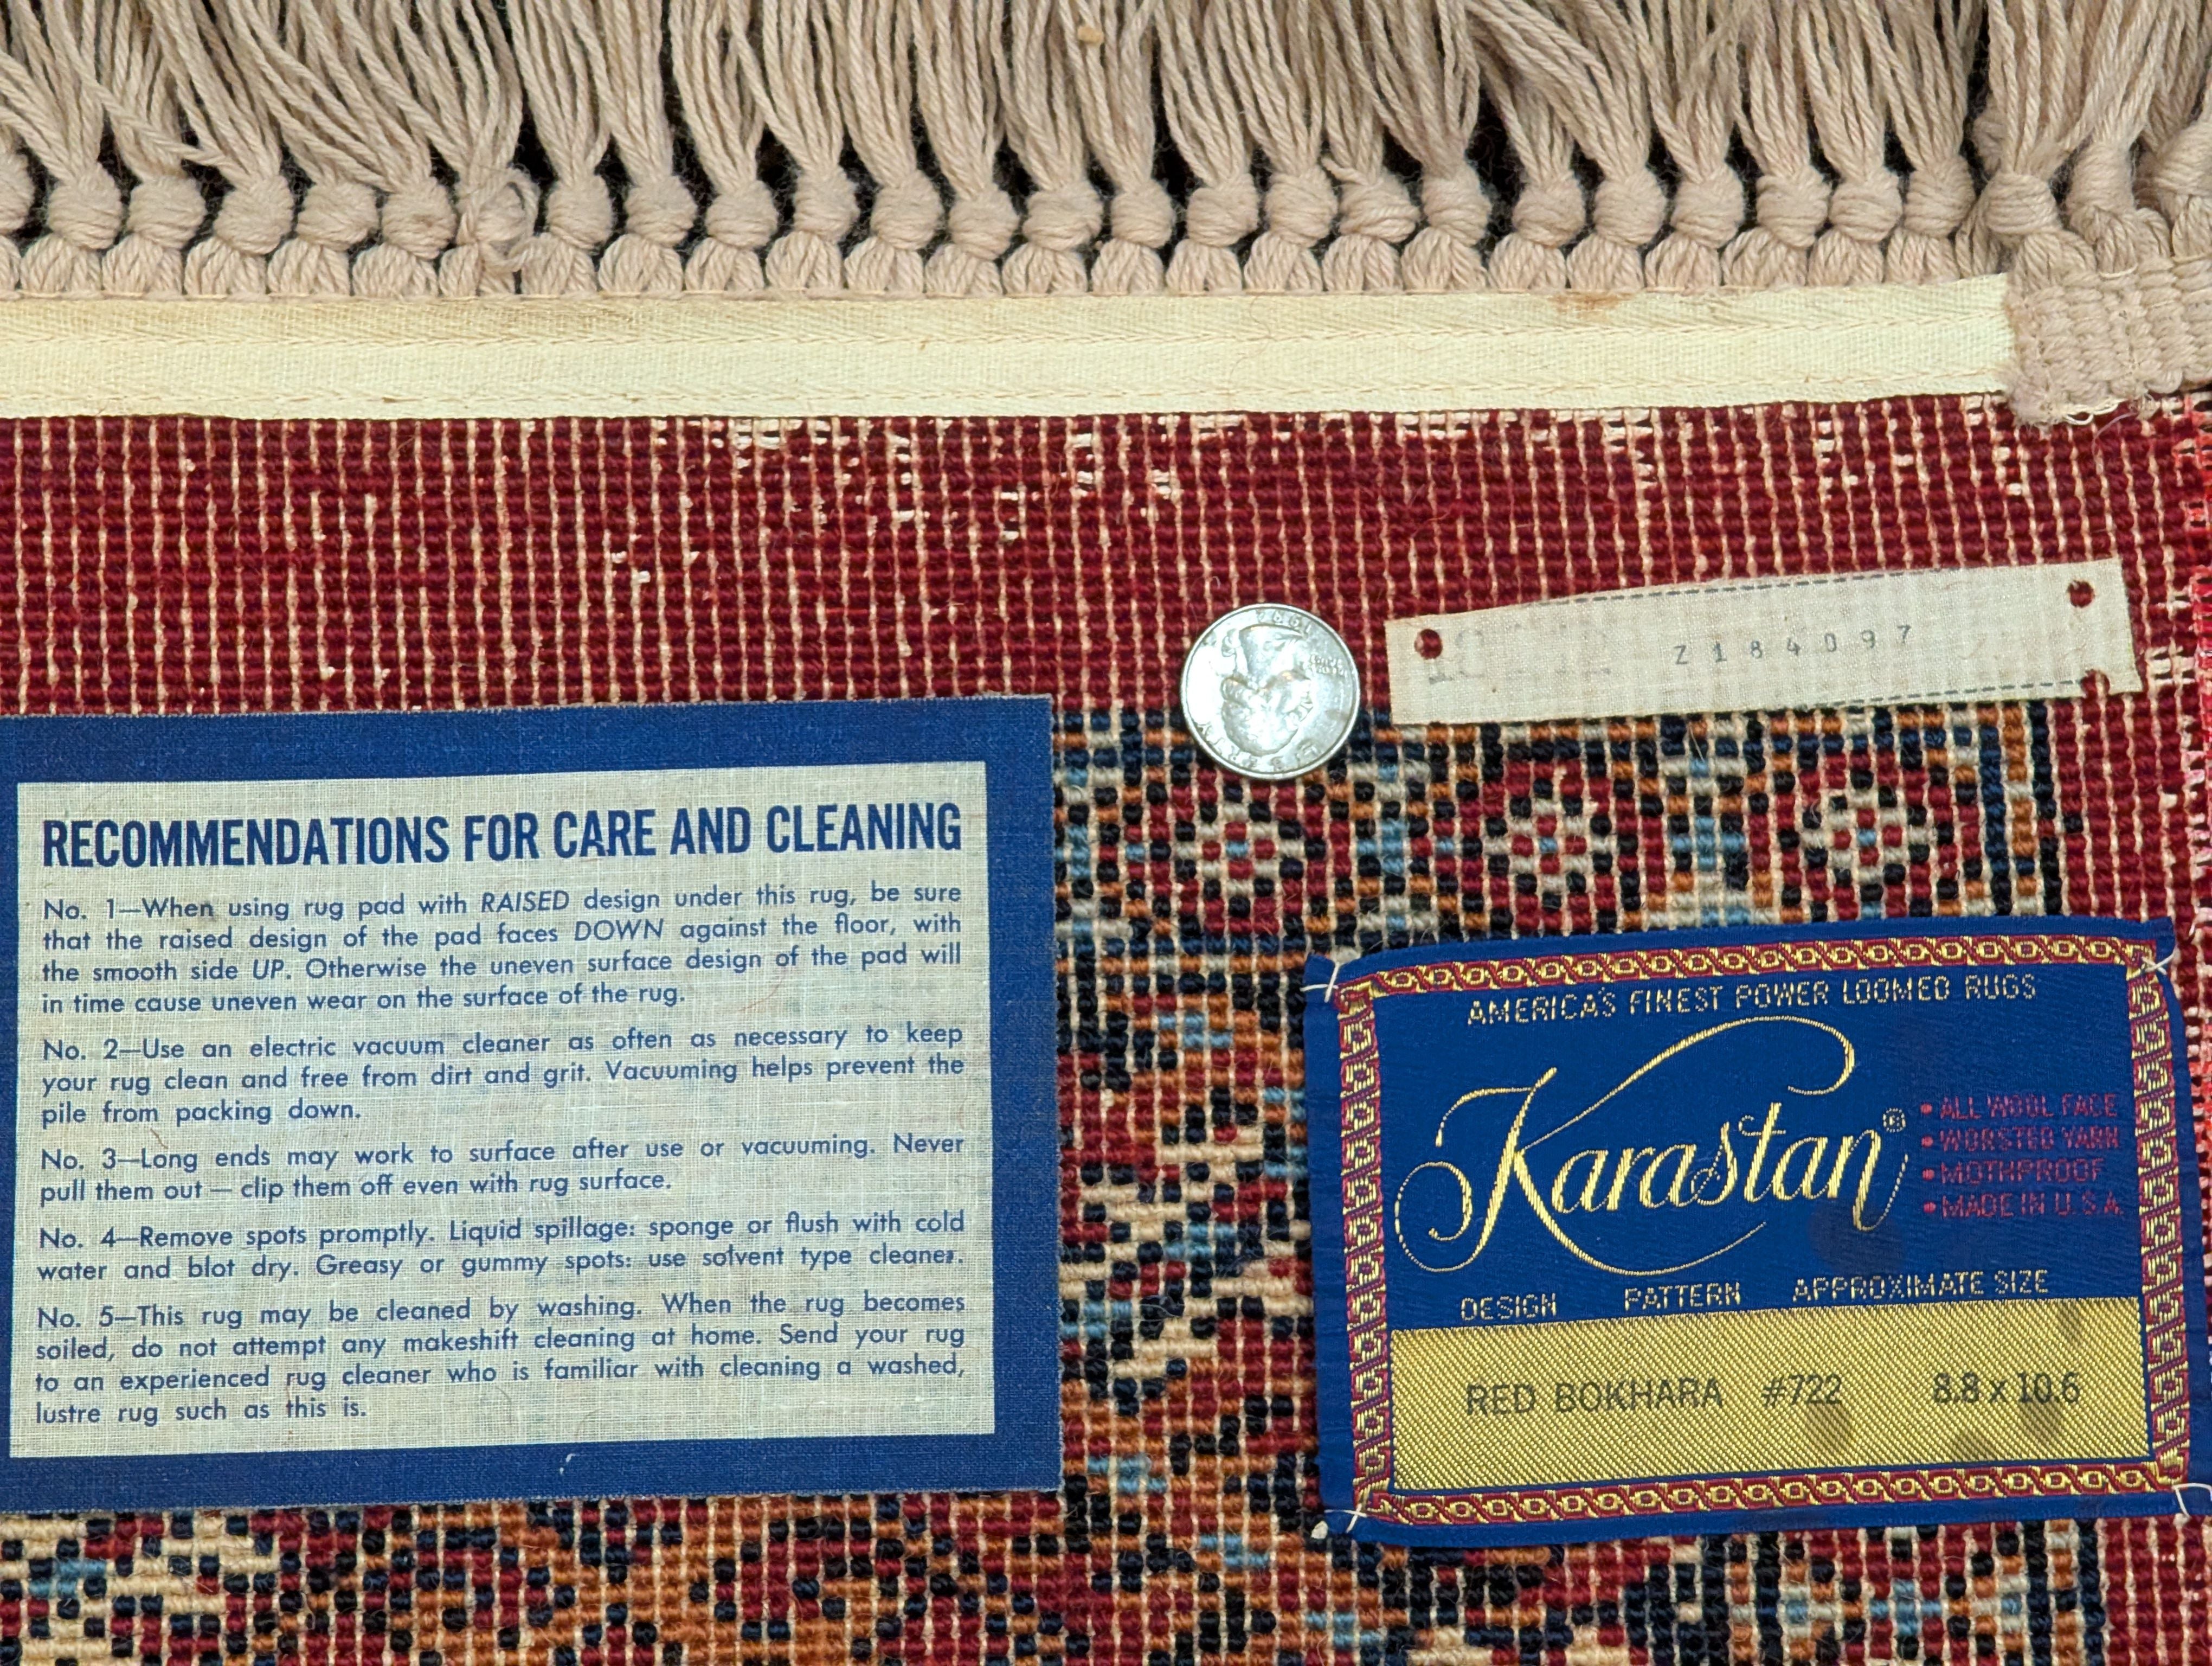 Z184097
RECOMMENDATIONS FOR CARE AND CLEANING
No. 1—When using rug pad with RAISED design under this rug, be sure
that the raised design of the pad faces DOWN against the floor, with
the smooth side UP. Otherwise the uneven surface design of the pad will
in time cause uneven wear on the surface of the rug.
No. 2—Use an electric vacuum cleaner as often as necessary to keep
your rug clean and free from dirt and grit. Vacuuming helps prevent the
pile from packing down.
No. 3—Long ends may work to surface after use or vacuuming. Never
pull them out — clip them off even with rug surface.
No. 4—Remove spots promptly. Liquid spillage: sponge or flush with cold
water and blot dry. Greasy or gummy spots: use solvent type cleaner.
No. 5—This rug may be cleaned by washing. When the rug becomes
soiled, do not attempt any makeshift cleaning at home. Send your rug
to an experienced rug cleaner who is familiar with cleaning a washed,
lustre rug such as this is.
AMERICA'S FINEST POWER LOOMED RUGS
Karastan®
• ALL WOOL FACE
• WORSTED YARN
• MOTHPROOF
• MADE IN U.S.A.
DESIGN PATTERN APPROXIMATE SIZE
RED BOKHARA #722 8.8 x 10.6